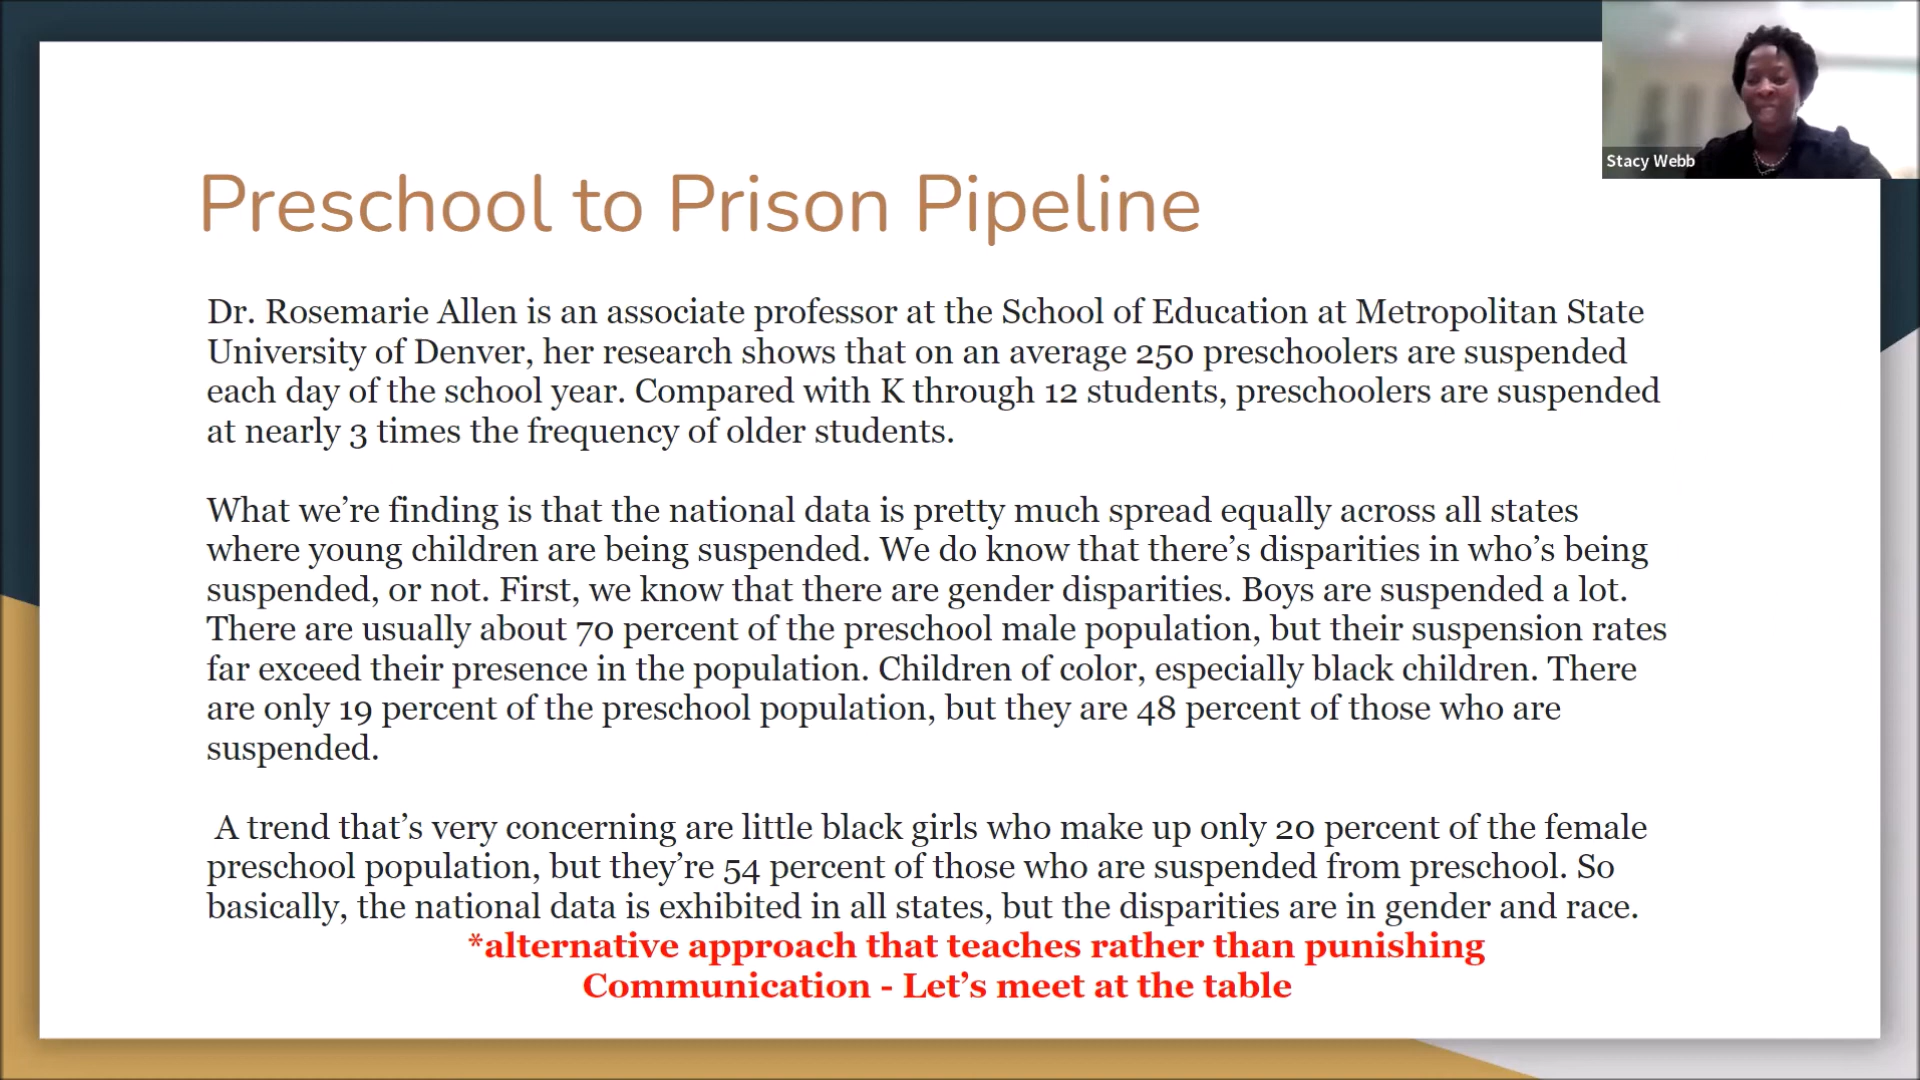 Stacy Webb
Preschool to Prison Pipeline
Dr. Rosemarie Allen is an associate professor at the School of Education at Metropolitan State
University of Denver, her research shows that on an average 250 preschoolers are suspended
each day of the school year. Compared with K through 12 students, preschoolers are suspended
at nearly 3 times the frequency of older students.
What we’re finding is that the national data is pretty much spread equally across all states
where young children are being suspended. We do know that there’s disparities in who’s being
suspended, or not. First, we know that there are gender disparities. Boys are suspended a lot.
There are usually about 70 percent of the preschool male population, but their suspension rates
far exceed their presence in the population. Children of color, especially black children. There
are only 19 percent of the preschool population, but they are 48 percent of those who are
suspended.
A trend that’s very concerning are little black girls who make up only 20 percent of the female
preschool population, but they’re 54 percent of those who are suspended from preschool. So
basically, the national data is exhibited in all states, but the disparities are in gender and race.
*alternative approach that teaches rather than punishing
Communication - Let’s meet at the table